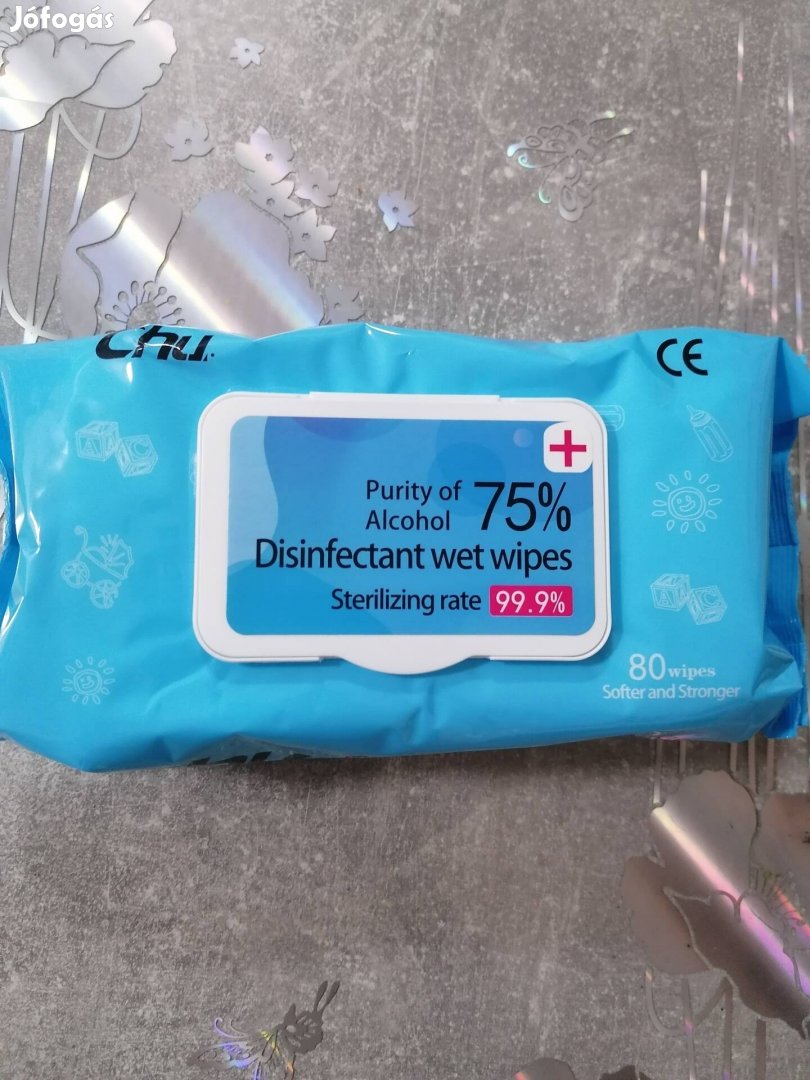 Jófogás
Chu.
CE
Purity of
Alcohol 75%
Disinfectant wet wipes
Sterilizing rate 99.9%
80 wipes
Softer and Stronger